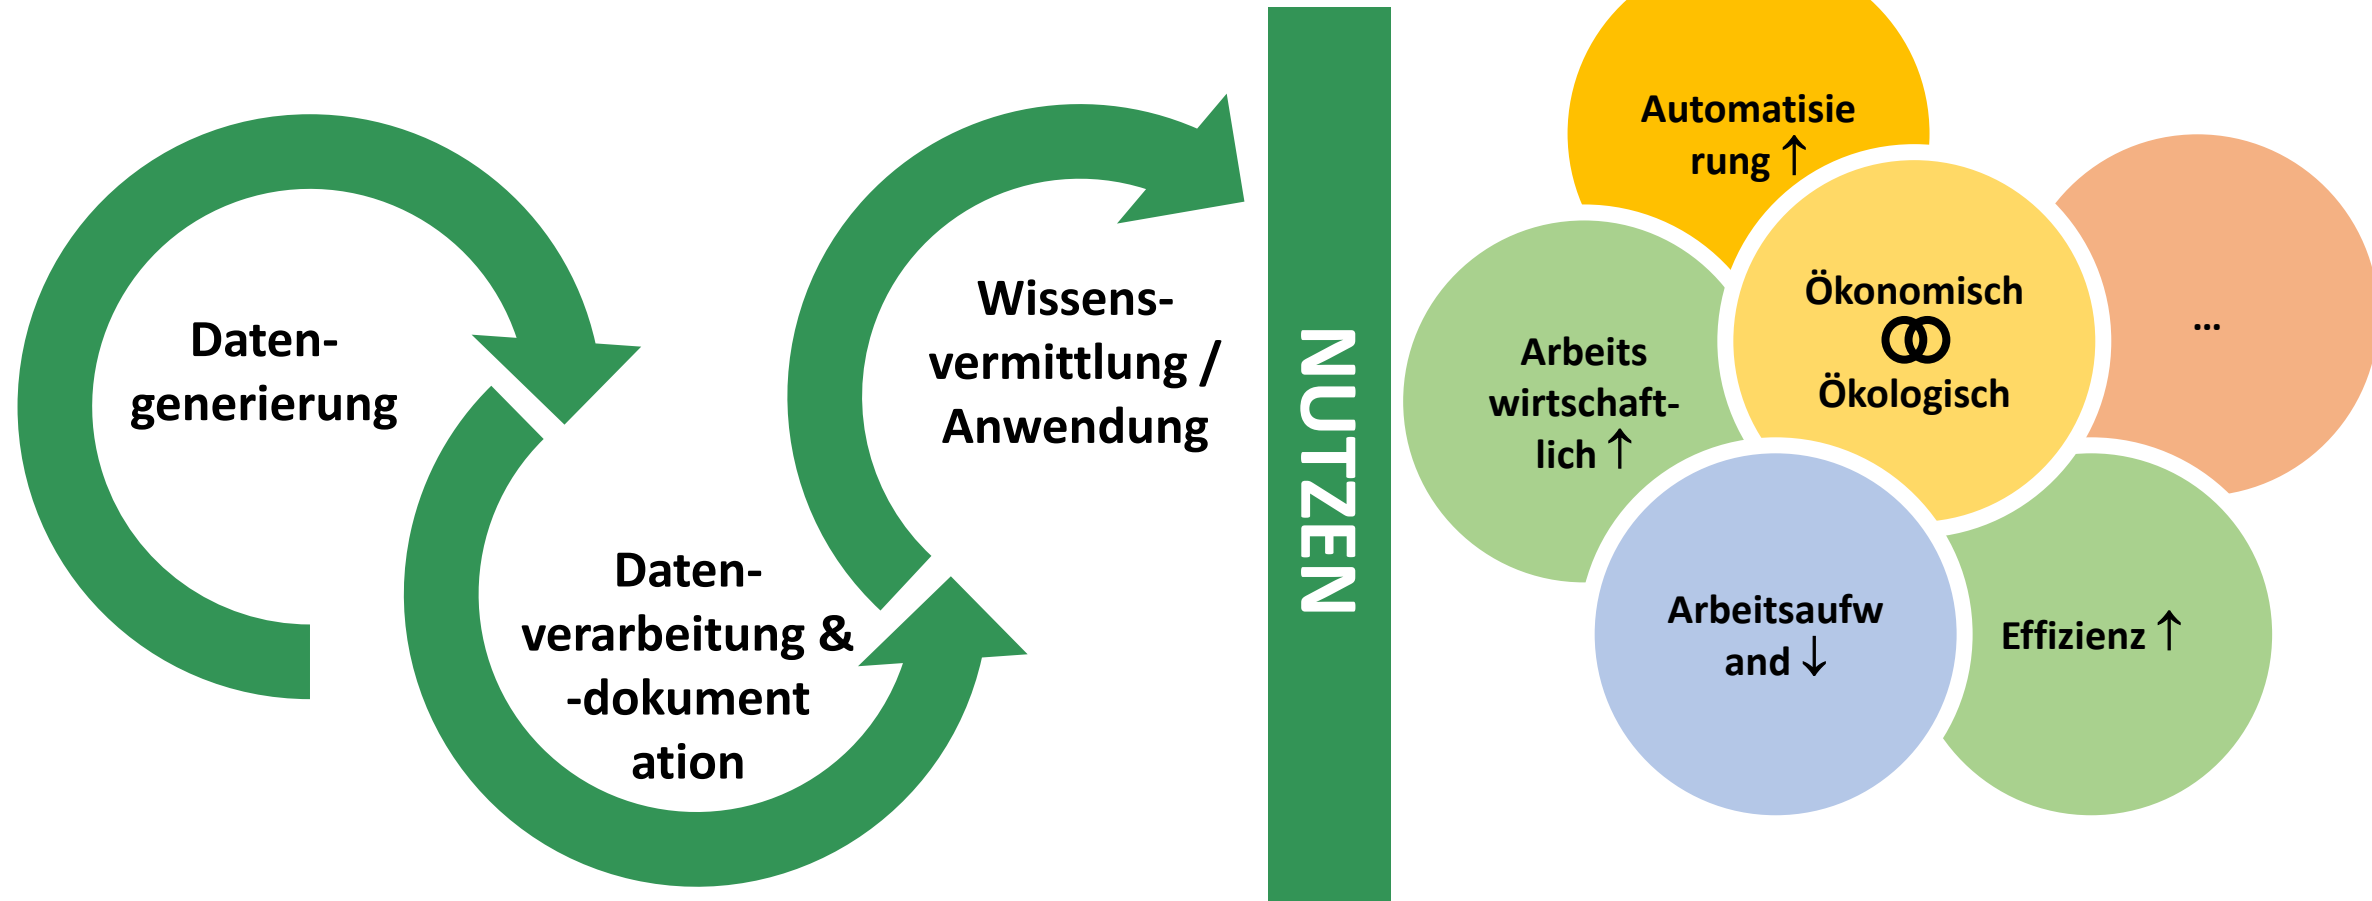 Daten-
generierung
Daten-
verarbeitung &
-dokument
ation
Wissens-
vermittlung /
Anwendung
NUTZEN
Automatisie
rung ↑
Ökonomisch
Ökologisch
...
Arbeits
wirtschaft-
lich ↑
Arbeitsaufw
and ↓
Effizienz ↑